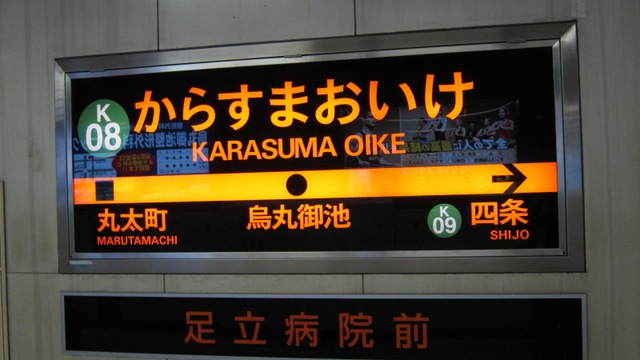 K
08
からすまおいけ
KARASUMA OIKE
丸太町
MARUTAMACHI
烏丸御池
K
09
四条
SHIJO
足立病院前